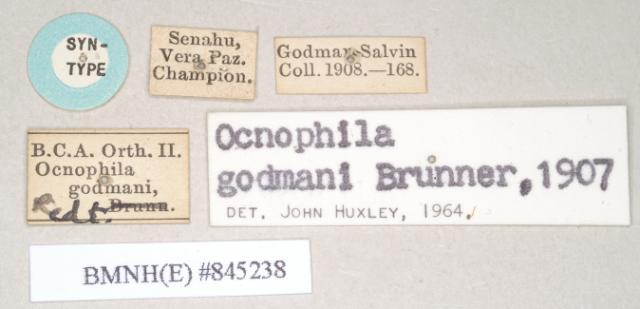 SYN-
TYPE
Senahu,
Vera Paz.
Champion.
Godman-Salvin
Coll. 1908.—168.
B.C.A. Orth. II.
Ocnophila
godmani,
Redt. Brunn.
Ocnophila
godmani Brunner, 1907
DET. JOHN HUXLEY, 1964.
BMNH(E) #845238